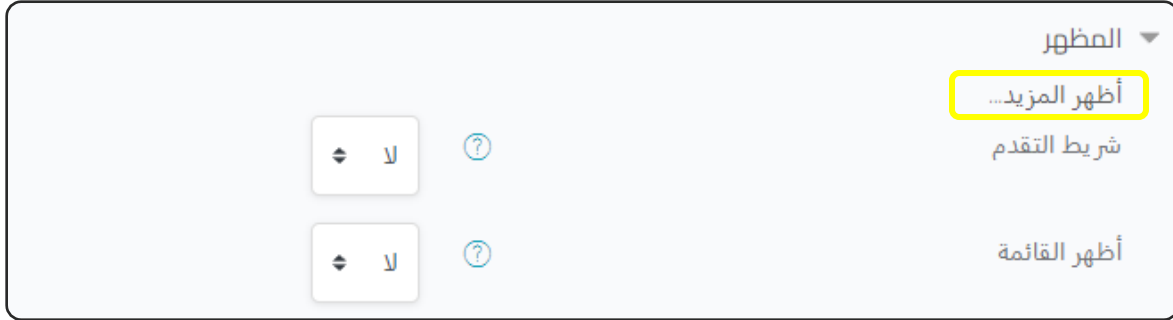 المظهر
أظهر المزيد...
شريط التقدم
? لا
أظهر القائمة
? لا